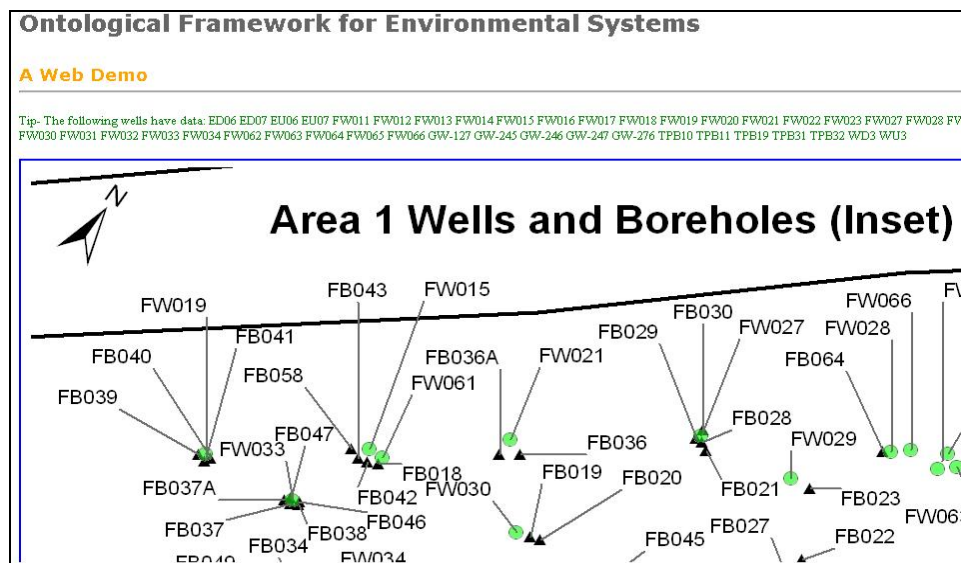 Ontological Framework for Environmental Systems
A Web Demo
Tip- The following wells have data: ED06 ED07 EU06 EU07 FW011 FW012 FW013 FW014 FW015 FW016 FW017 FW018 FW019 FW020 FW021 FW022 FW023 FW027 FW028
FW030 FW031 FW032 FW033 FW034 FW062 FW063 FW064 FW065 FW066 GW-127 GW-245 GW-246 GW-247 GW-276 TPB10 TPB11 TPB19 TPB31 TPB32 WD3 WU3
N
Area 1 Wells and Boreholes (Inset)
FW019
FB043
FW015
FB041
FB040
FB039
FB058
FB036A
FW061
FW021
FB029
FB030
FW027
FW066
FW028
FB064
FB047
FW033
FB018
FB036
FB028
FW029
FB037A
FB042
FW030
FB019
FB020
FB021
FB023
FB037
FB038
FB046
FB034
FW034
FB049
FB045
FB027
FB022
FW063